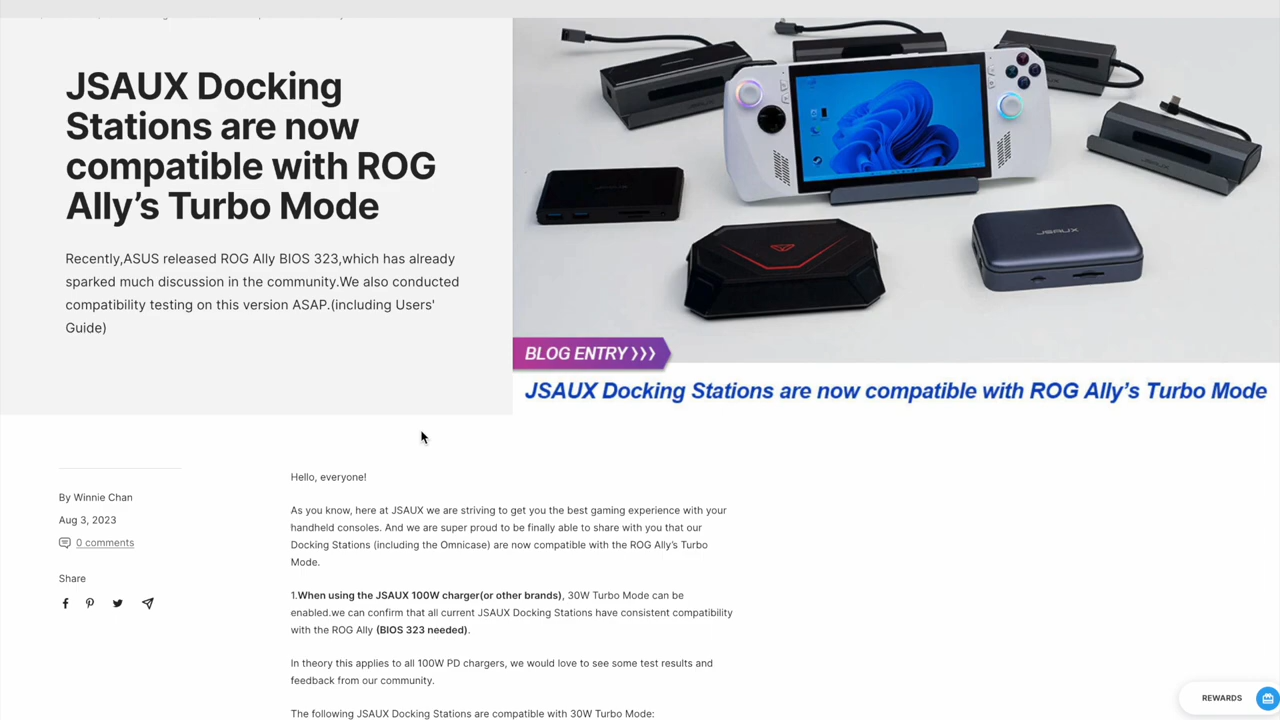 JSAUX Docking
Stations are now
compatible with ROG
Ally’s Turbo Mode
Recently,ASUS released ROG Ally BIOS 323,which has already
sparked much discussion in the community.We also conducted
compatibility testing on this version ASAP.(including Users'
Guide)
JSAUX
BLOG ENTRY >>>
JSAUX Docking Stations are now compatible with ROG Ally’s Turbo Mode
By Winnie Chan
Aug 3, 2023
0 comments
Share
Hello, everyone!
As you know, here at JSAUX we are striving to get you the best gaming experience with your
handheld consoles. And we are super proud to be finally able to share with you that our
Docking Stations (including the Omnicase) are now compatible with the ROG Ally’s Turbo
Mode.
1.When using the JSAUX 100W charger(or other brands), 30W Turbo Mode can be
enabled.we can confirm that all current JSAUX Docking Stations have consistent compatibility
with the ROG Ally (BIOS 323 needed).
In theory this applies to all 100W PD chargers, we would love to see some test results and
feedback from our community.
The following JSAUX Docking Stations are compatible with 30W Turbo Mode:
REWARDS